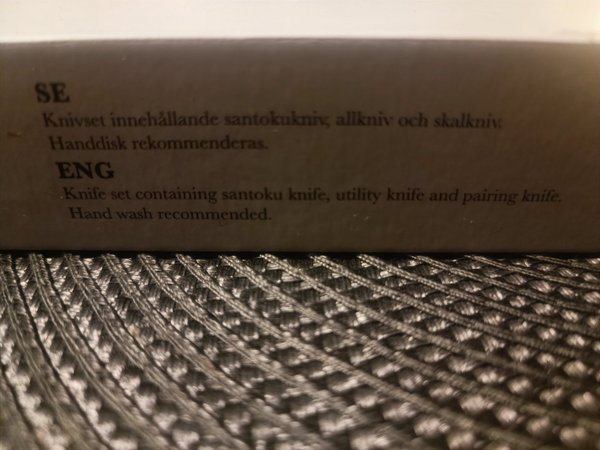 SE
Knivset innehållande santokukniv, allkniv och skalkniv.
Handdisk rekommenderas.
ENG
Knife set containing santoku knife, utility knife and pairing knife.
Hand wash recommended.